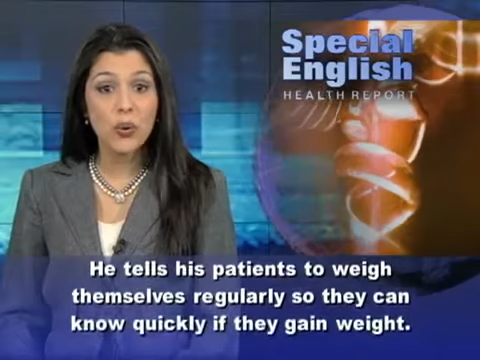 Special
English
HEALTH REPORT
He tells his patients to weigh
themselves regularly so they can
know quickly if they gain weight.